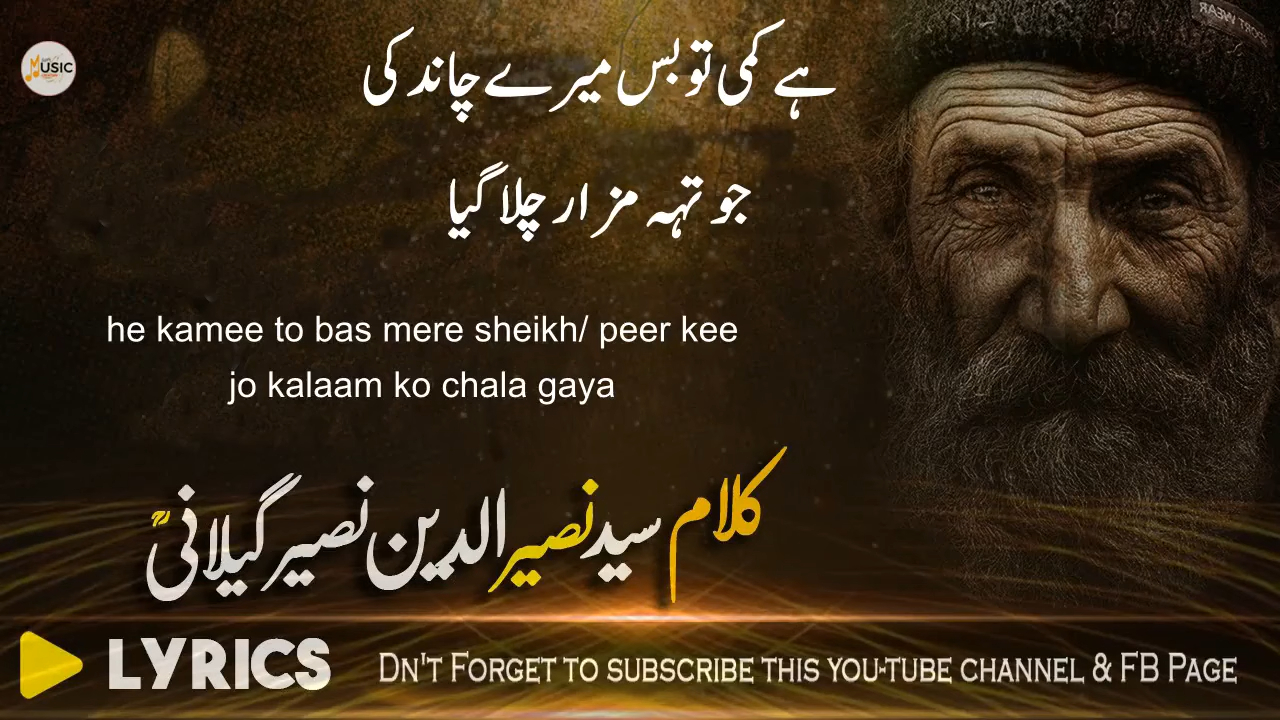 MUSIC
ہے کمی تو بس میرے چاند کی
جو تہہ مزار چلا گیا
he kamee to bas mere sheikh/ peer kee
jo kalaam ko chala gaya
کلام سید نصیر الدین نصیر گیلانیؒ
LYRICS
DN'T FORGET TO SUBSCRIBE THIS YOU-TUBE CHANNEL & FB PAGE